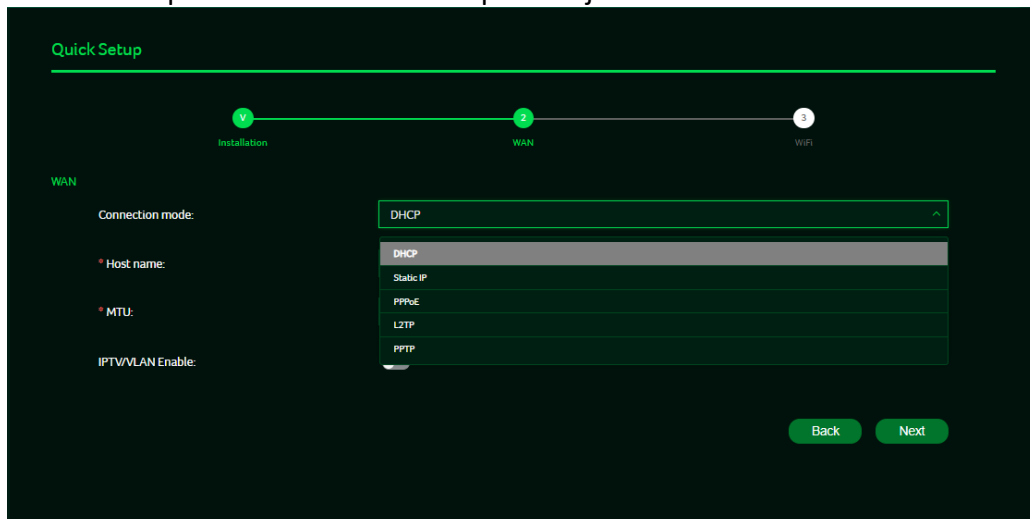 Quick Setup
V 2 3
Installation WAN WiFi
WAN
Connection mode: DHCP
DHCP
* Host name:
Static IP
PPPoE
* MTU:
L2TP
PPTP
IPTV/VLAN Enable:
Back Next